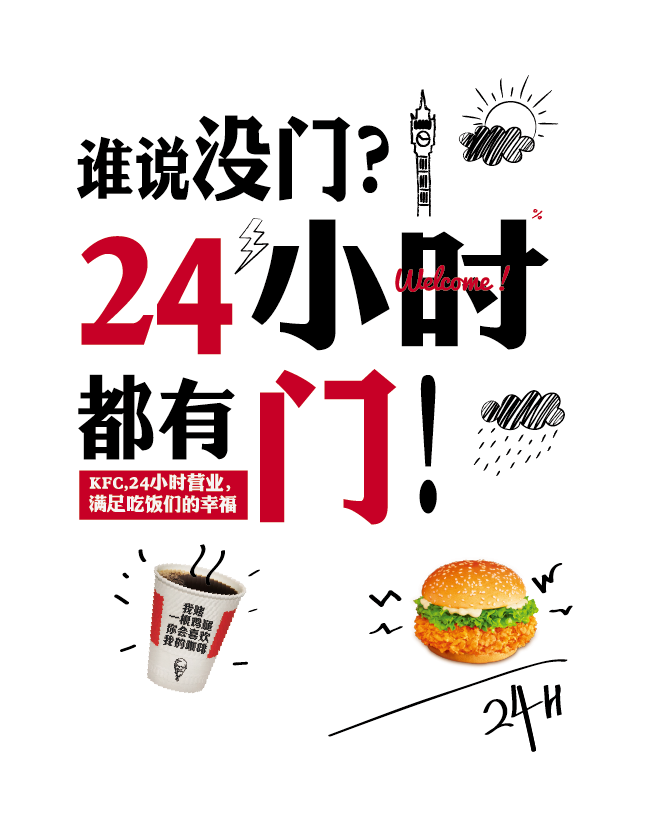 谁说没门?
24小时
%
Welcome!
都有门!
KFC,24小时营业,
满足吃饭们的幸福
我赌
一根鸡腿
你会喜欢
我的咖啡
24H